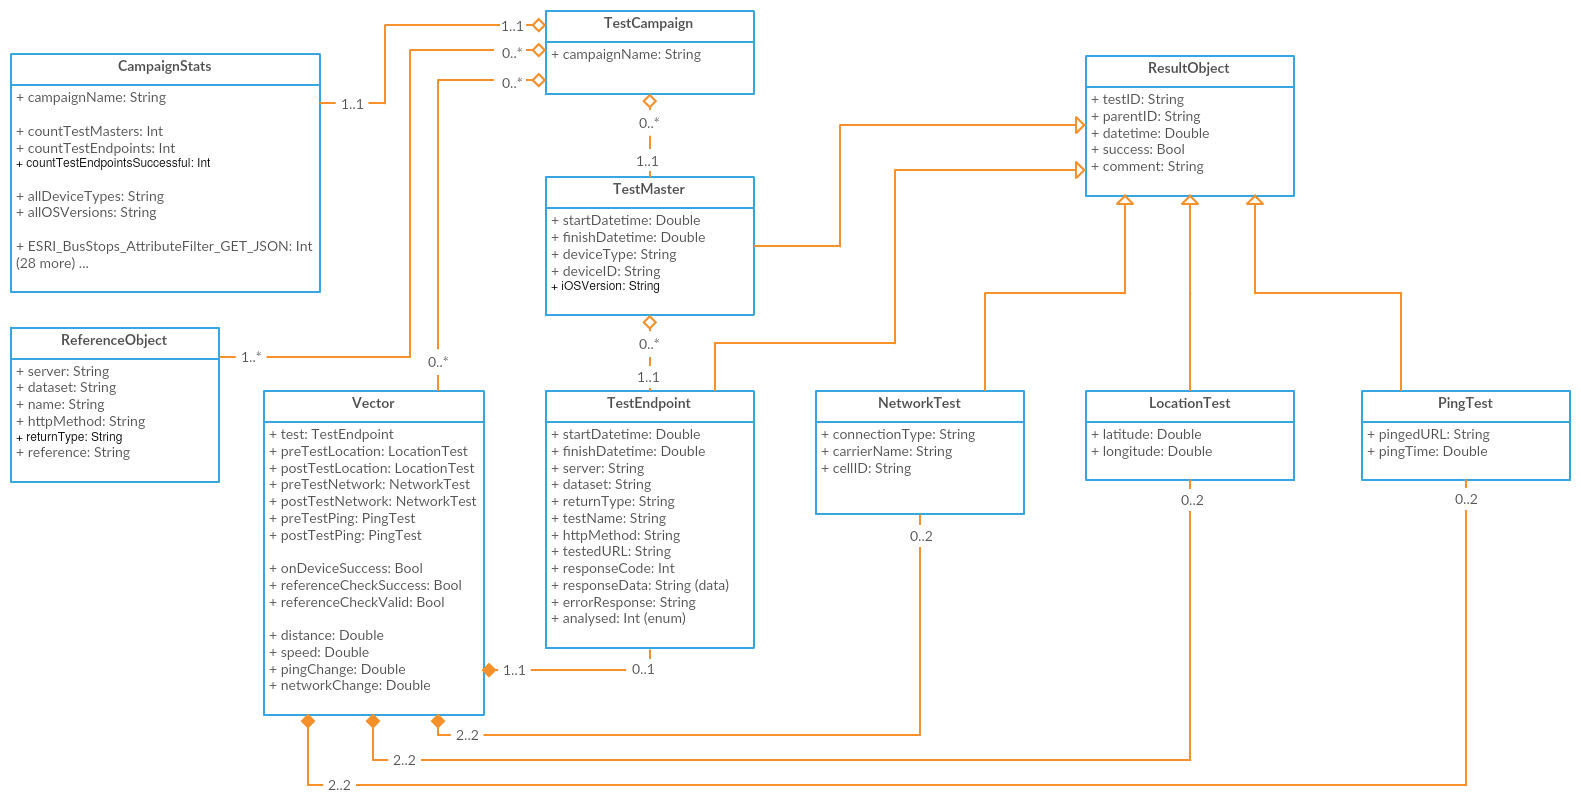 TestCampaign
+ campaignName: String
1..1
0..*
0..*
CampaignStats
+ campaignName: String
+ countTestMasters: Int
+ countTestEndpoints: Int
+ countTestEndpointsSuccessful: Int
+ allDeviceTypes: String
+ allOSVersions: String
+ ESRI_BusStops_AttributeFilter_GET_JSON: Int
(28 more) ...
1..1
ResultObject
+ testID: String
+ parentID: String
+ datetime: Double
+ success: Bool
+ comment: String
0..*
1..1
TestMaster
+ startDatetime: Double
+ finishDatetime: Double
+ deviceType: String
+ deviceID: String
+ iOSVersion: String
0..*
1..1
ReferenceObject
+ server: String
+ dataset: String
+ name: String
+ httpMethod: String
+ returnType: String
+ reference: String
1..*
0..*
Vector
+ test: TestEndpoint
+ preTestLocation: LocationTest
+ postTestLocation: LocationTest
+ preTestNetwork: NetworkTest
+ postTestNetwork: NetworkTest
+ preTestPing: PingTest
+ postTestPing: PingTest
+ onDeviceSuccess: Bool
+ referenceCheckSuccess: Bool
+ referenceCheckValid: Bool
+ distance: Double
+ speed: Double
+ pingChange: Double
+ networkChange: Double
TestEndpoint
+ startDatetime: Double
+ finishDatetime: Double
+ server: String
+ dataset: String
+ returnType: String
+ testName: String
+ httpMethod: String
+ testedURL: String
+ responseCode: Int
+ responseData: String (data)
+ errorResponse: String
+ analysed: Int (enum)
NetworkTest
+ connectionType: String
+ carrierName: String
+ cellID: String
LocationTest
+ latitude: Double
+ longitude: Double
PingTest
+ pingedURL: String
+ pingTime: Double
0..2
0..2
0..2
1..1
0..1
2..2
2..2
2..2